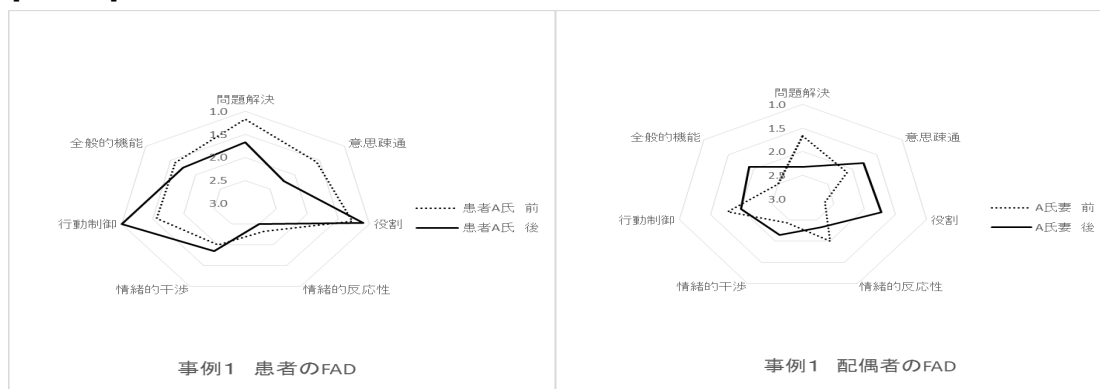 問題解決
1.0
1.5
2.0
2.5
3.0
意思疎通
役割
情緒的反応性
情緒的干渉
行動制御
全般的機能
患者A氏 前
患者A氏 後
事例1 患者のFAD
問題解決
1.0
1.5
2.0
2.5
3.0
意思疎通
役割
情緒的反応性
情緒的干渉
行動制御
全般的機能
A氏妻 前
A氏妻 後
事例1 配偶者のFAD